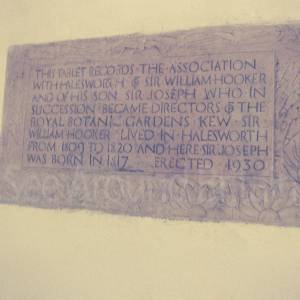 THIS TABLET RECORDS · THE ASSOCIATION
WITH HALESWORTH OF SIR WILLIAM HOOKER
AND OF HIS SON SIR JOSEPH WHO IN
SUCCESSION BECAME DIRECTORS OF THE
ROYAL BOTANIC GARDENS · KEW · SIR
WILLIAM HOOKER LIVED IN HALESWORTH
FROM 1809 TO 1820 AND HERE SIR JOSEPH
WAS BORN IN 1817 ERECTED 1930